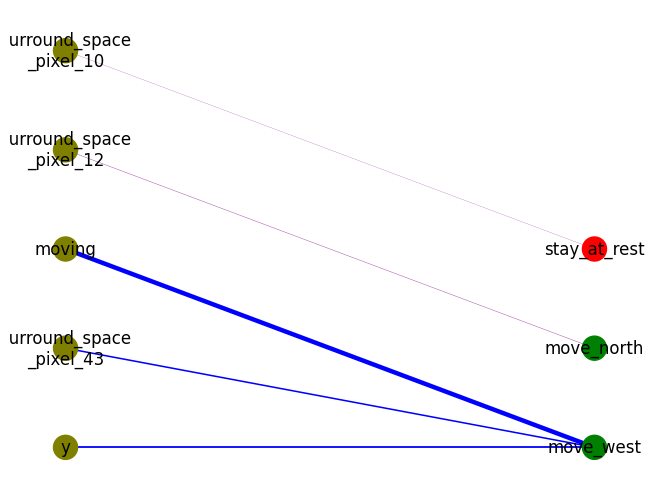 urround_space
_pixel_10
urround_space
_pixel_12
moving
stay_at_rest
urround_space
_pixel_43
move_north
y
move_west